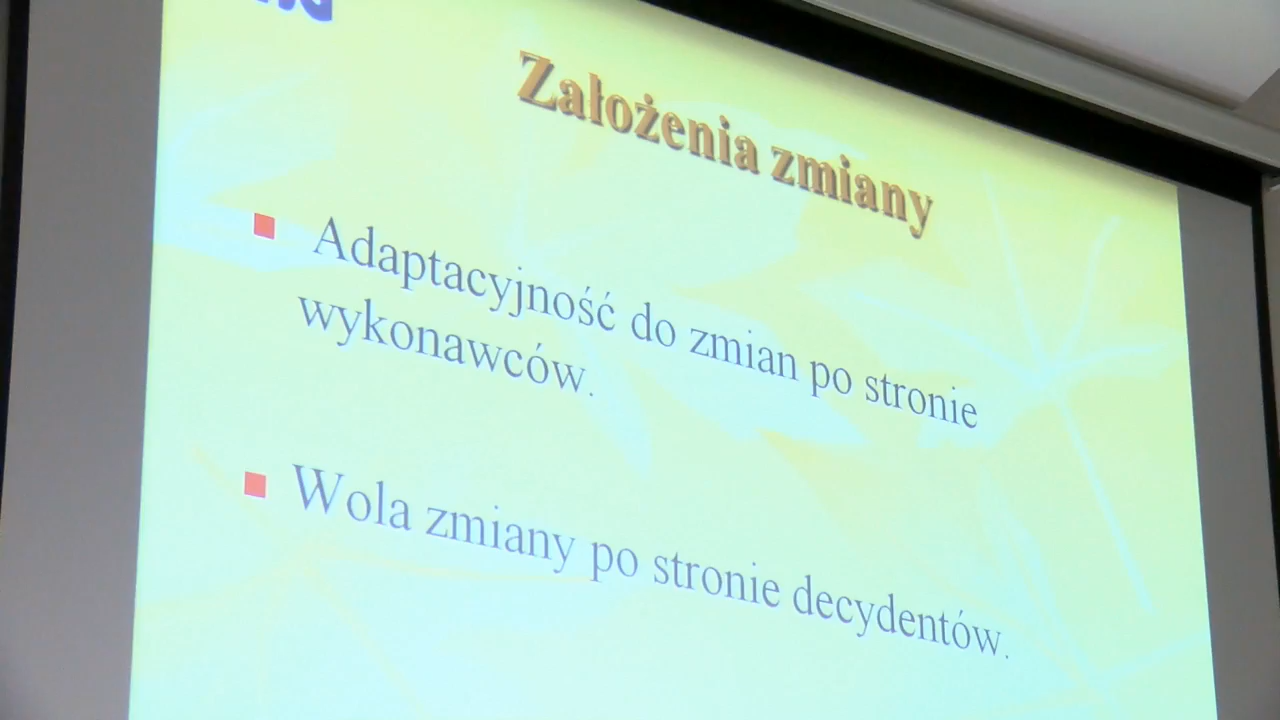 Założenia zmiany
Adaptacyjność do zmian po stronie
wykonawców.
Wola zmiany po stronie decydentów.